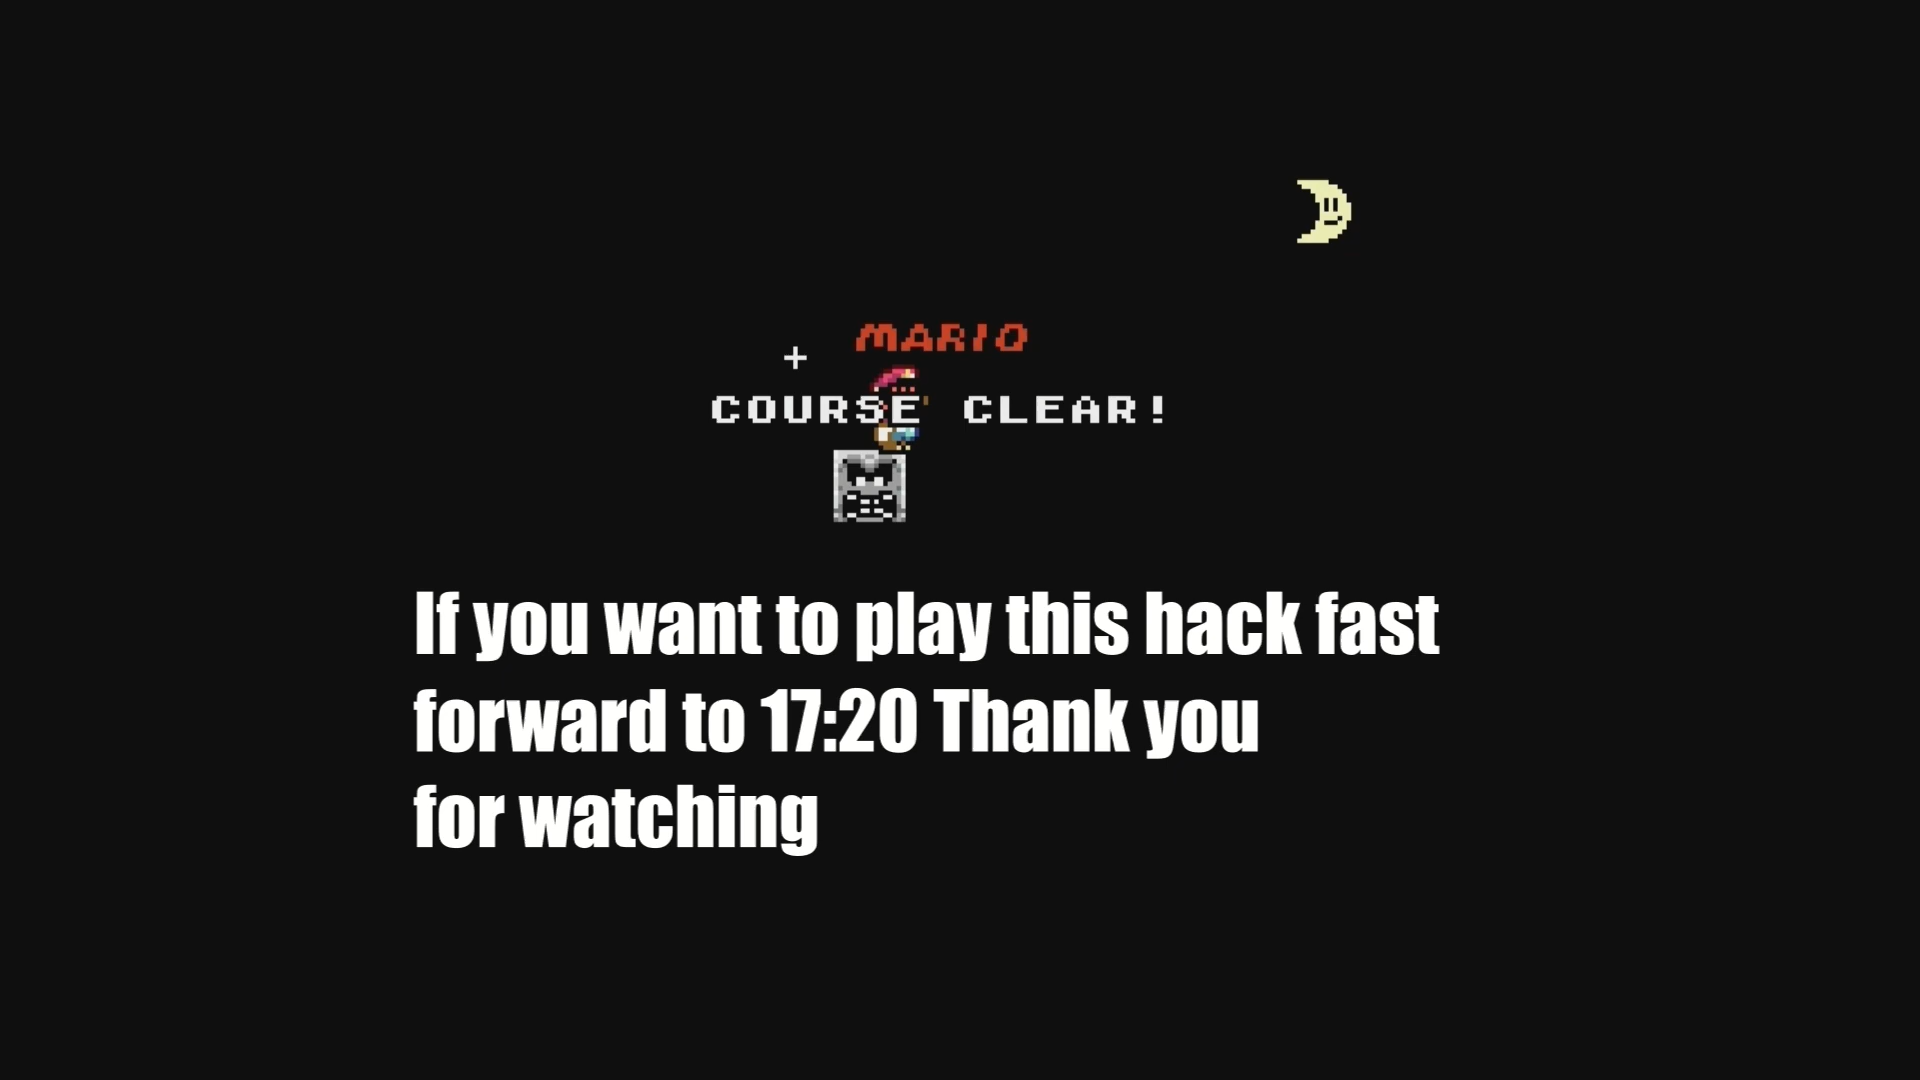 MARIO
COURSE CLEAR!
If you want to play this hack fast
forward to 17:20 Thank you
for watching